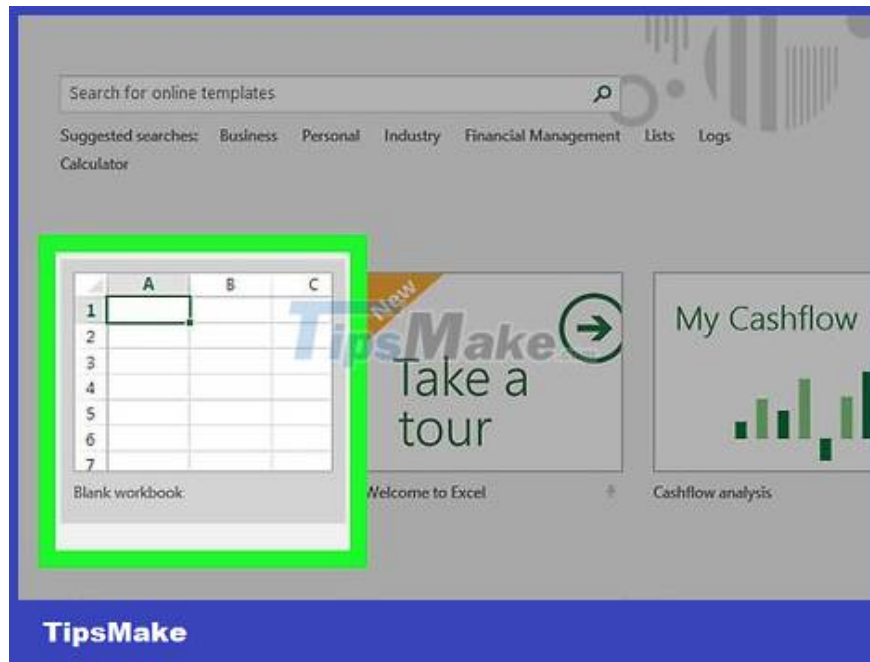 Search for online templates
Suggested searches: Business Personal Industry Financial Management Lists Logs
Calculator
A B C
1
2
3
4
5
6
7
New
TipsMake
Take a
tour
My Cashflow
Blank workbook
Welcome to Excel
Cashflow analysis
TipsMake